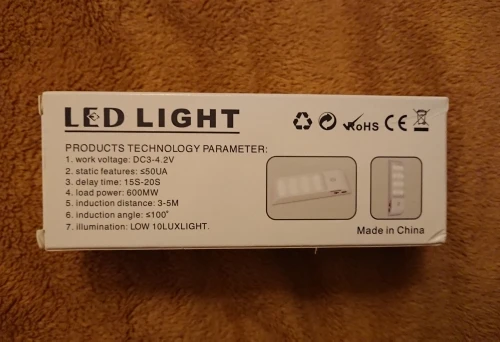 LED LIGHT
RoHS CE
PRODUCTS TECHNOLOGY PARAMETER:
1. work voltage: DC3-4.2V
2. static features: ≤50UA
3. delay time: 15S-20S
4. load power: 600MW
5. induction distance: 3-5M
6. induction angle: ≤100°
7. illumination: LOW 10LUXLIGHT.
Made in China